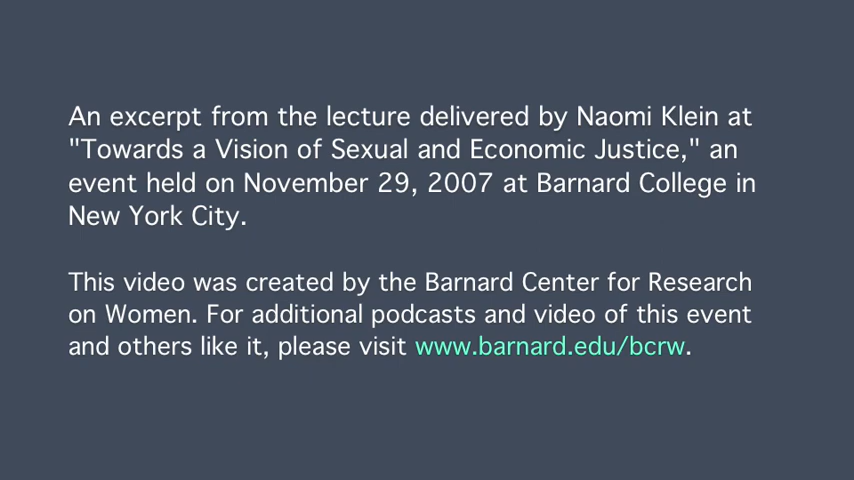 An excerpt from the lecture delivered by Naomi Klein at
"Towards a Vision of Sexual and Economic Justice," an
event held on November 29, 2007 at Barnard College in
New York City.
This video was created by the Barnard Center for Research
on Women. For additional podcasts and video of this event
and others like it, please visit www.barnard.edu/bcrw.